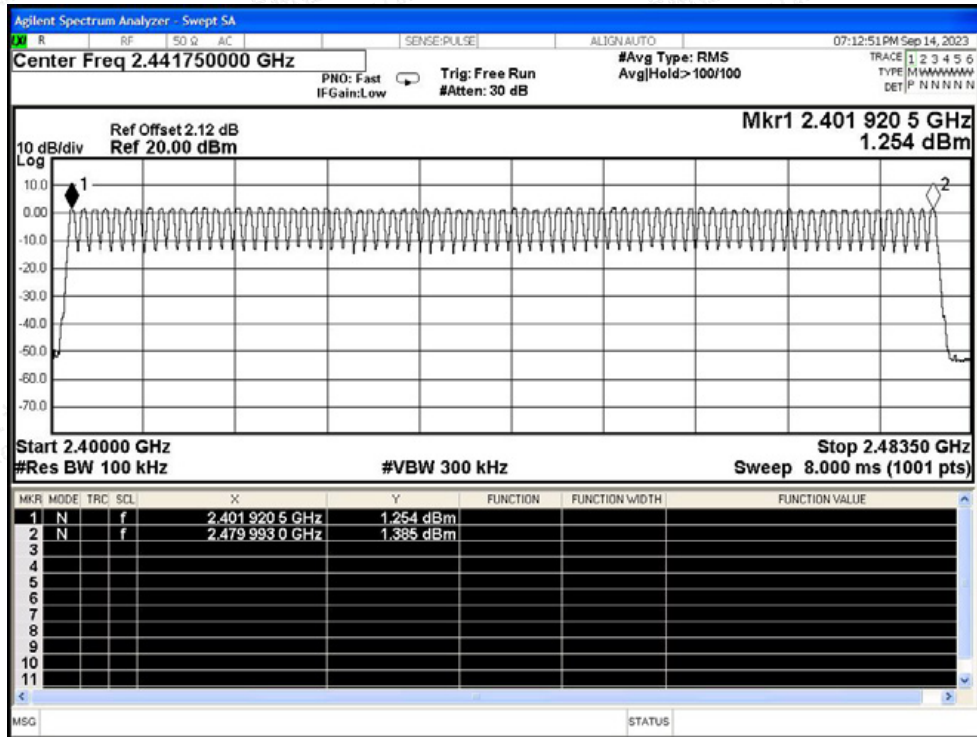 Agilent Spectrum Analyzer - Swept SA
R RF 50 Ω AC SENSE:PULSE ALIGNAUTO 07:12:51PM Sep 14, 2023
Center Freq 2.441750000 GHz #Avg Type: RMS TRACE 1 2 3 4 5 6
PNO: Fast Trig: Free Run Avg|Hold:>100/100 TYPE M WWWWW
IFGain:Low #Atten: 30 dB DET P N N N N N
Mkr1 2.401 920 5 GHz
Ref Offset 2.12 dB
10 dB/div Ref 20.00 dBm 1.254 dBm
Log
10.0
1
2
0.00
-10.0
-20.0
-30.0
-40.0
-50.0
-60.0
-70.0
Start 2.40000 GHz Stop 2.48350 GHz
#Res BW 100 kHz #VBW 300 kHz Sweep 8.000 ms (1001 pts)
MKR MODE TRC SCL X Y FUNCTION FUNCTION WIDTH FUNCTION VALUE
1 N f 2.401 920 5 GHz 1.254 dBm
2 N f 2.479 993 0 GHz 1.385 dBm
3
4
5
6
7
8
9
10
11
MSG STATUS